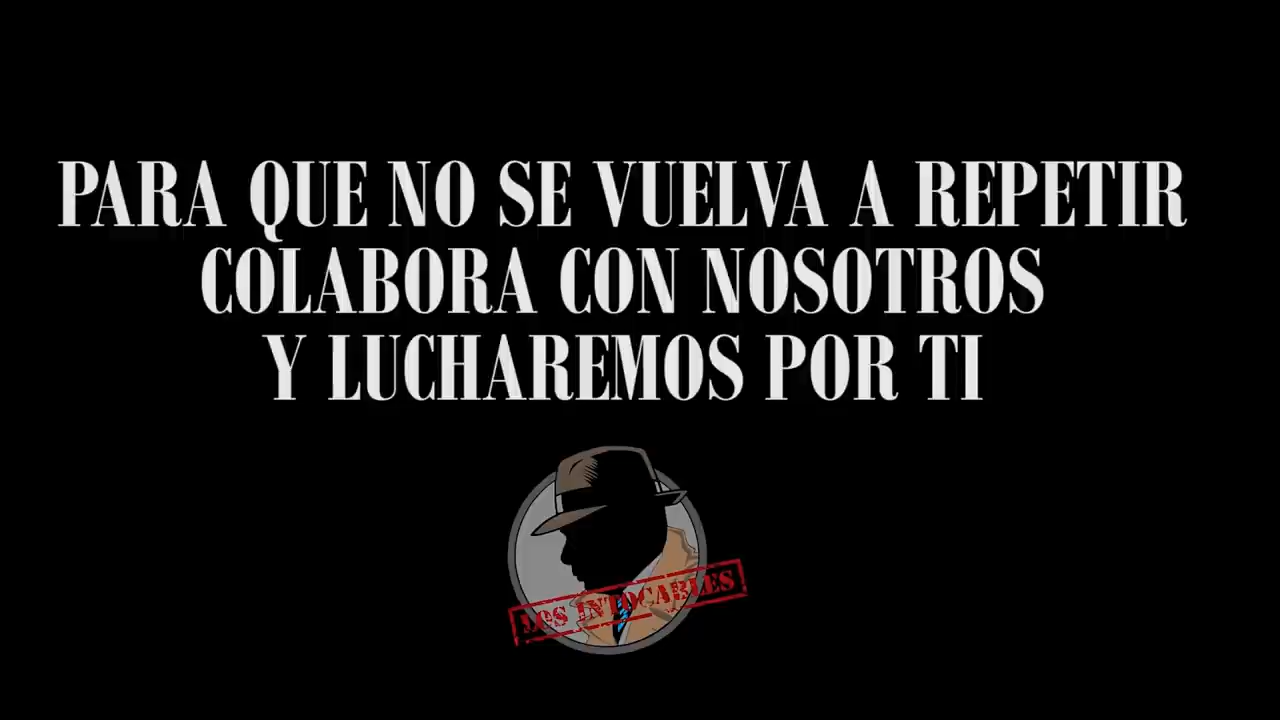 PARA QUE NO SE VUELVA A REPETIR
COLABORA CON NOSOTROS
Y LUCHAREMOS POR TI
LOS INTOCABLES